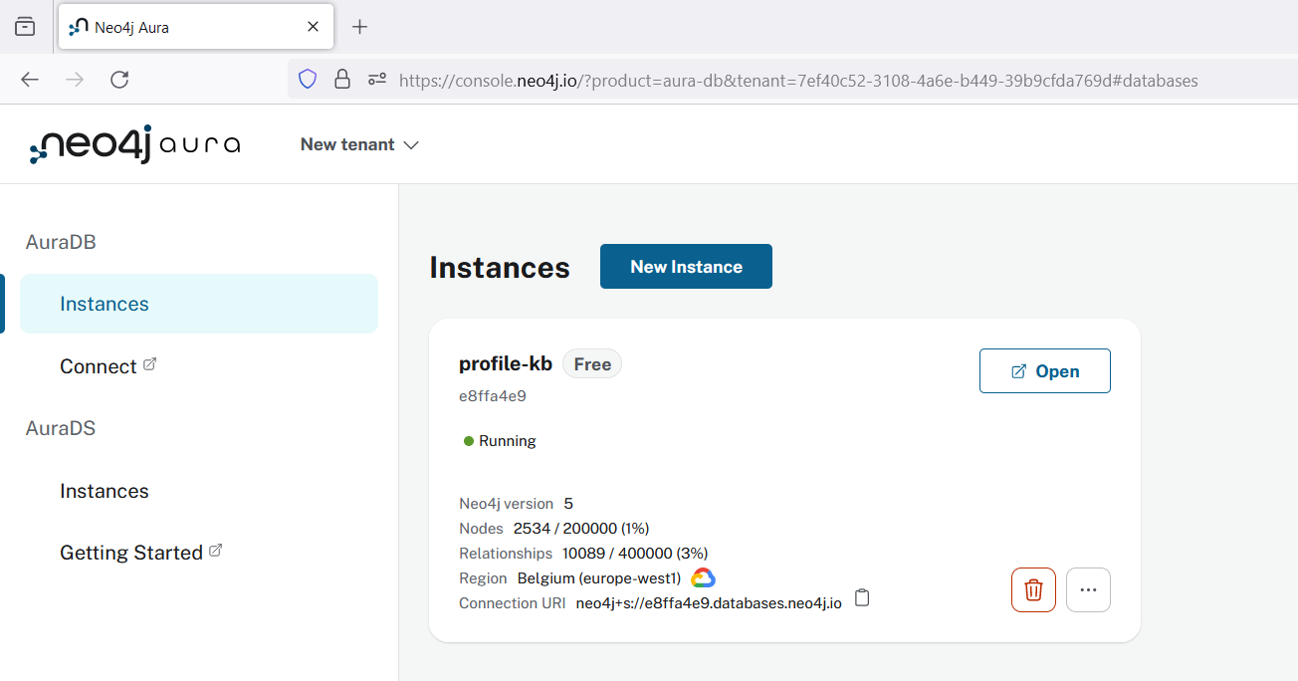 Neo4j Aura
https://console.neo4j.io/?product=aura-db&tenant=7ef40c52-3108-4a6e-b449-39b9cfda769d#databases
neo4j aura
New tenant
AuraDB
Instances
Connect
AuraDS
Instances
Getting Started
Instances
New Instance
profile-kb Free
Open
e8ffa4e9
Running
Neo4j version 5
Nodes 2534 / 200000 (1%)
Relationships 10089 / 400000 (3%)
Region Belgium (europe-west1)
Connection URI neo4j+s://e8ffa4e9.databases.neo4j.io